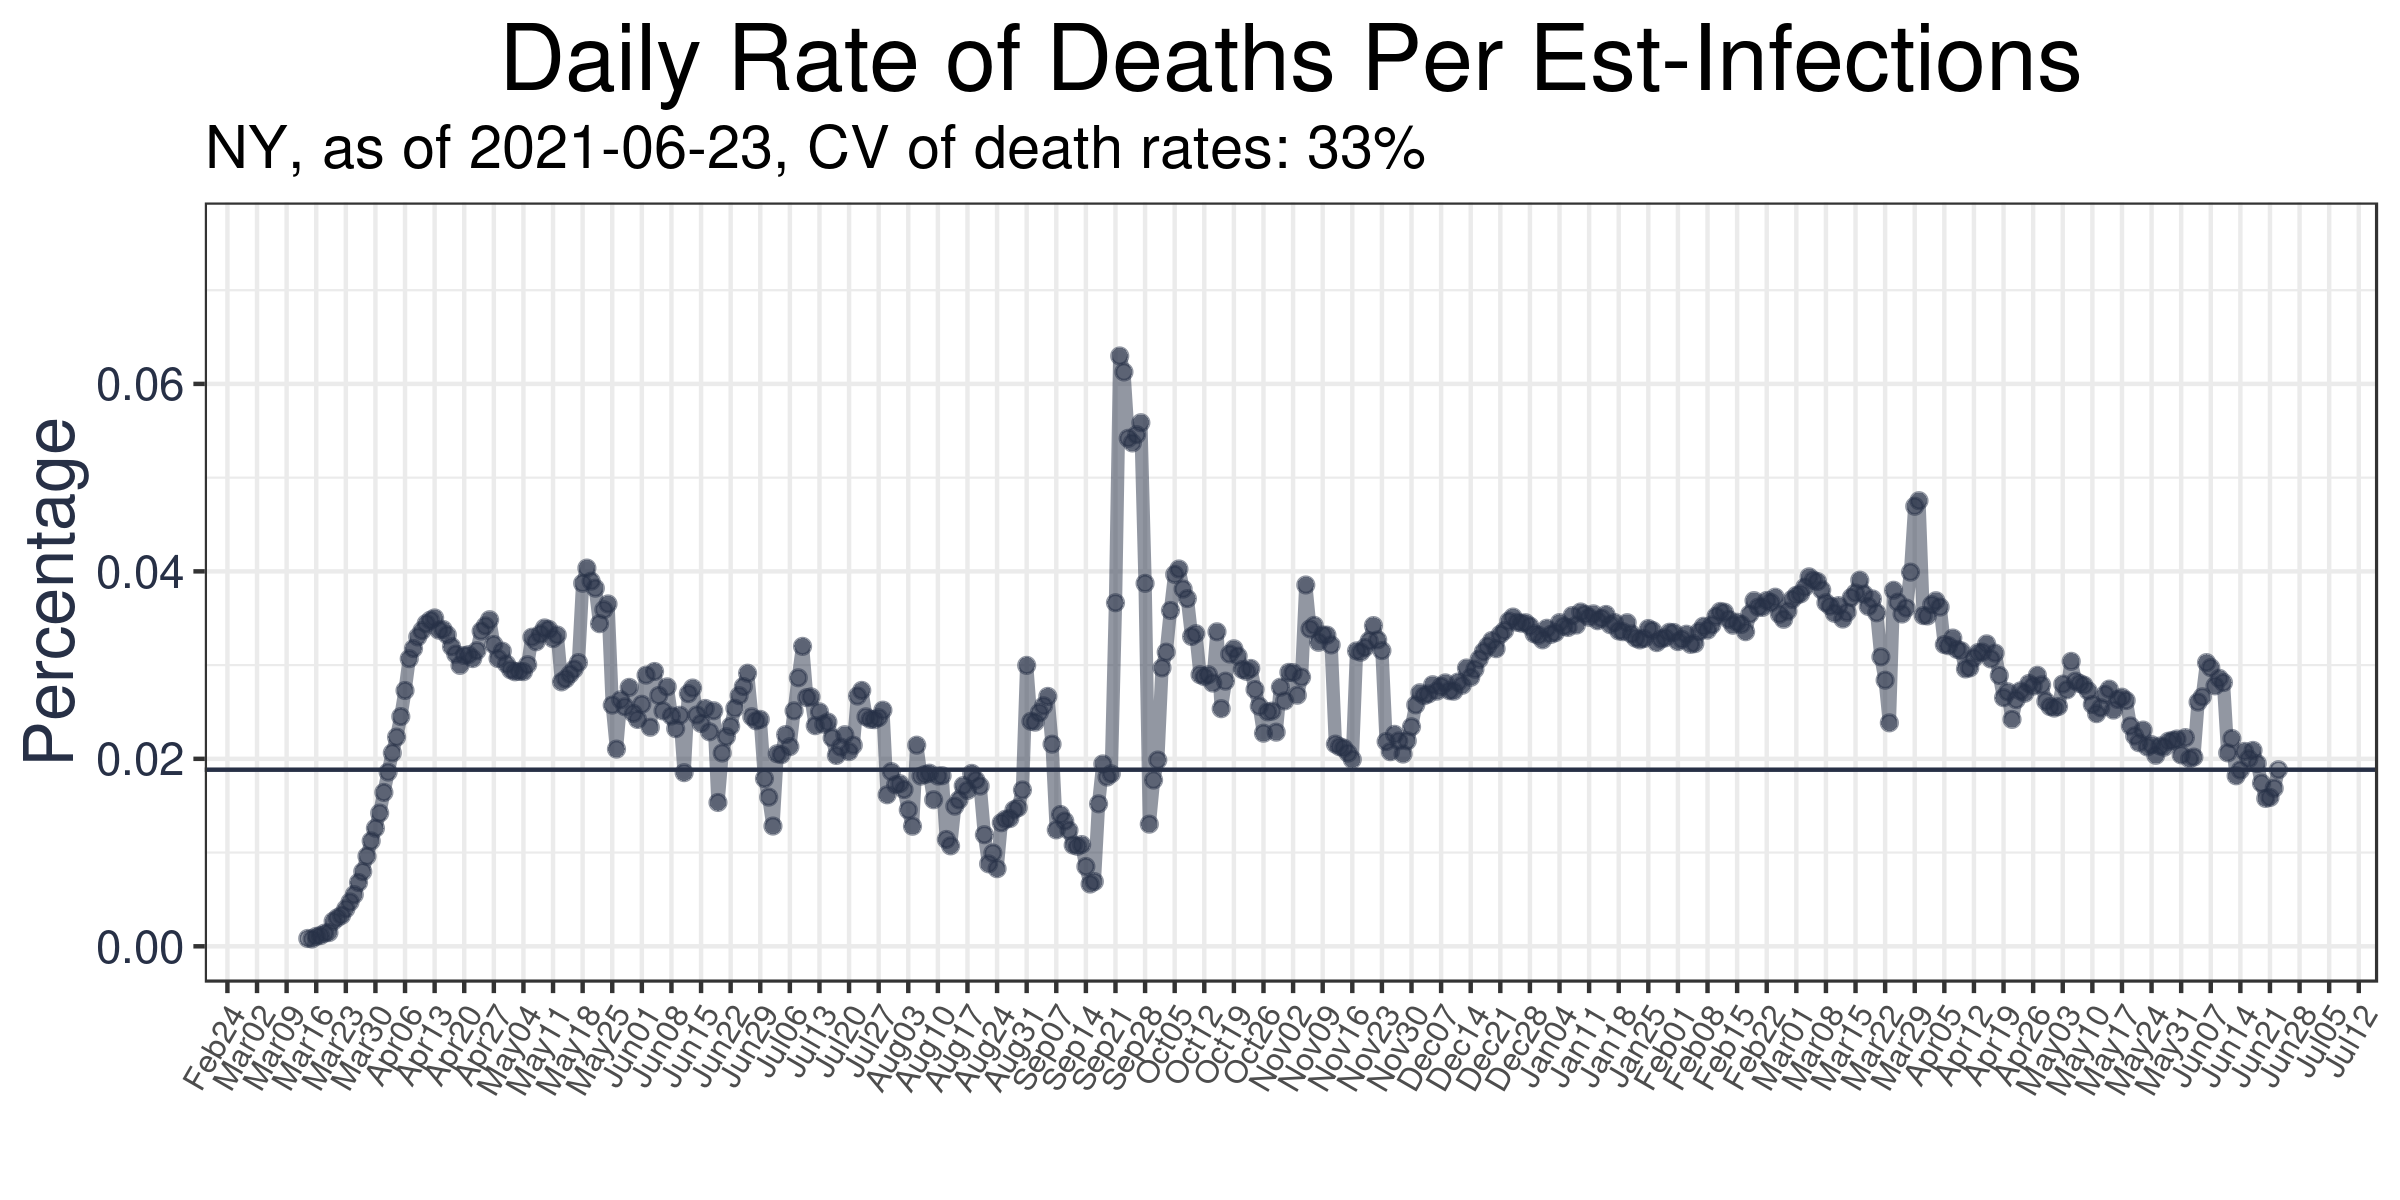 Daily Rate of Deaths Per Est-Infections
NY, as of 2021-06-23, CV of death rates: 33%
Percentage
0.06
0.04
0.02
0.00
Feb24
Mar02
Mar09
Mar16
Mar23
Mar30
Apr06
Apr13
Apr20
Apr27
May04
May11
May18
May25
Jun01
Jun08
Jun15
Jun22
Jun29
Jul06
Jul13
Jul20
Jul27
Aug03
Aug10
Aug17
Aug24
Aug31
Sep07
Sep14
Sep21
Sep28
Oct05
Oct12
Oct19
Oct26
Nov02
Nov09
Nov16
Nov23
Nov30
Dec07
Dec14
Dec21
Dec28
Jan04
Jan11
Jan18
Jan25
Feb01
Feb08
Feb15
Feb22
Mar01
Mar08
Mar15
Mar22
Mar29
Apr05
Apr12
Apr19
Apr26
May03
May10
May17
May24
May31
Jun07
Jun14
Jun21
Jun28
Jul05
Jul12